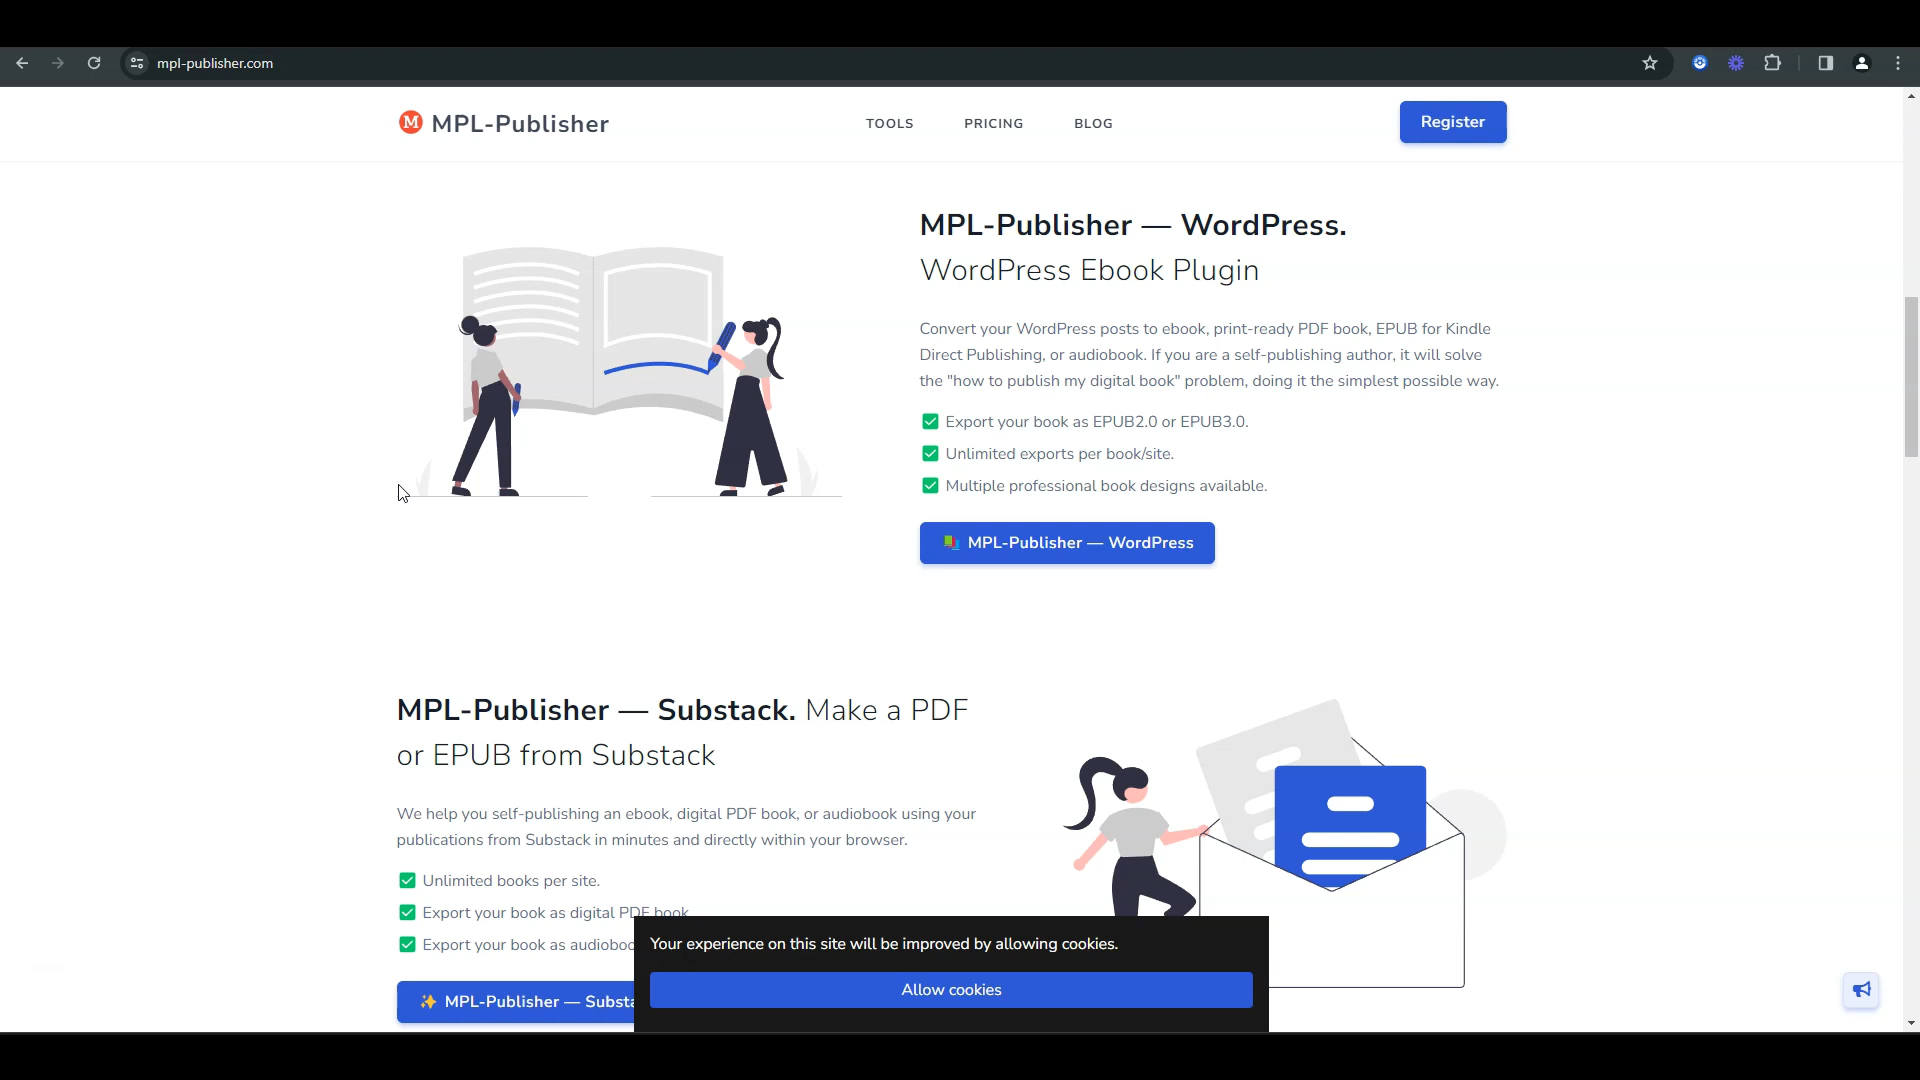 mpl-publisher.com
M MPL-Publisher
TOOLS
PRICING
BLOG
Register
MPL-Publisher — WordPress.
WordPress Ebook Plugin
Convert your WordPress posts to ebook, print-ready PDF book, EPUB for Kindle
Direct Publishing, or audiobook. If you are a self-publishing author, it will solve
the "how to publish my digital book" problem, doing it the simplest possible way.
Export your book as EPUB2.0 or EPUB3.0.
Unlimited exports per book/site.
Multiple professional book designs available.
MPL-Publisher — WordPress
MPL-Publisher — Substack. Make a PDF
or EPUB from Substack
We help you self-publishing an ebook, digital PDF book, or audiobook using your
publications from Substack in minutes and directly within your browser.
Unlimited books per site.
Export your book as digital PDF book
Export your book as audioboo
MPL-Publisher — Substa
Your experience on this site will be improved by allowing cookies.
Allow cookies